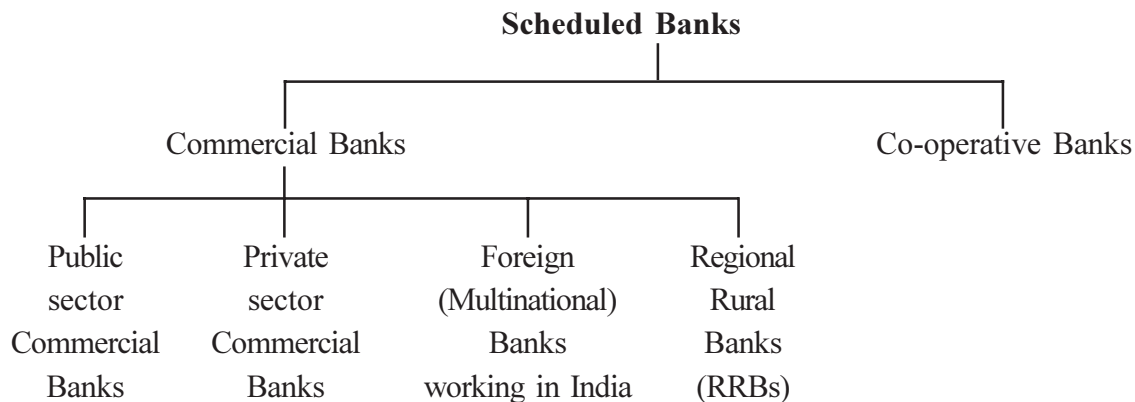 Scheduled Banks
Commercial Banks
Co-operative Banks
Public
sector
Commercial
Banks
Private
sector
Commercial
Banks
Foreign
(Multinational)
Banks
working in India
Regional
Rural
Banks
(RRBs)